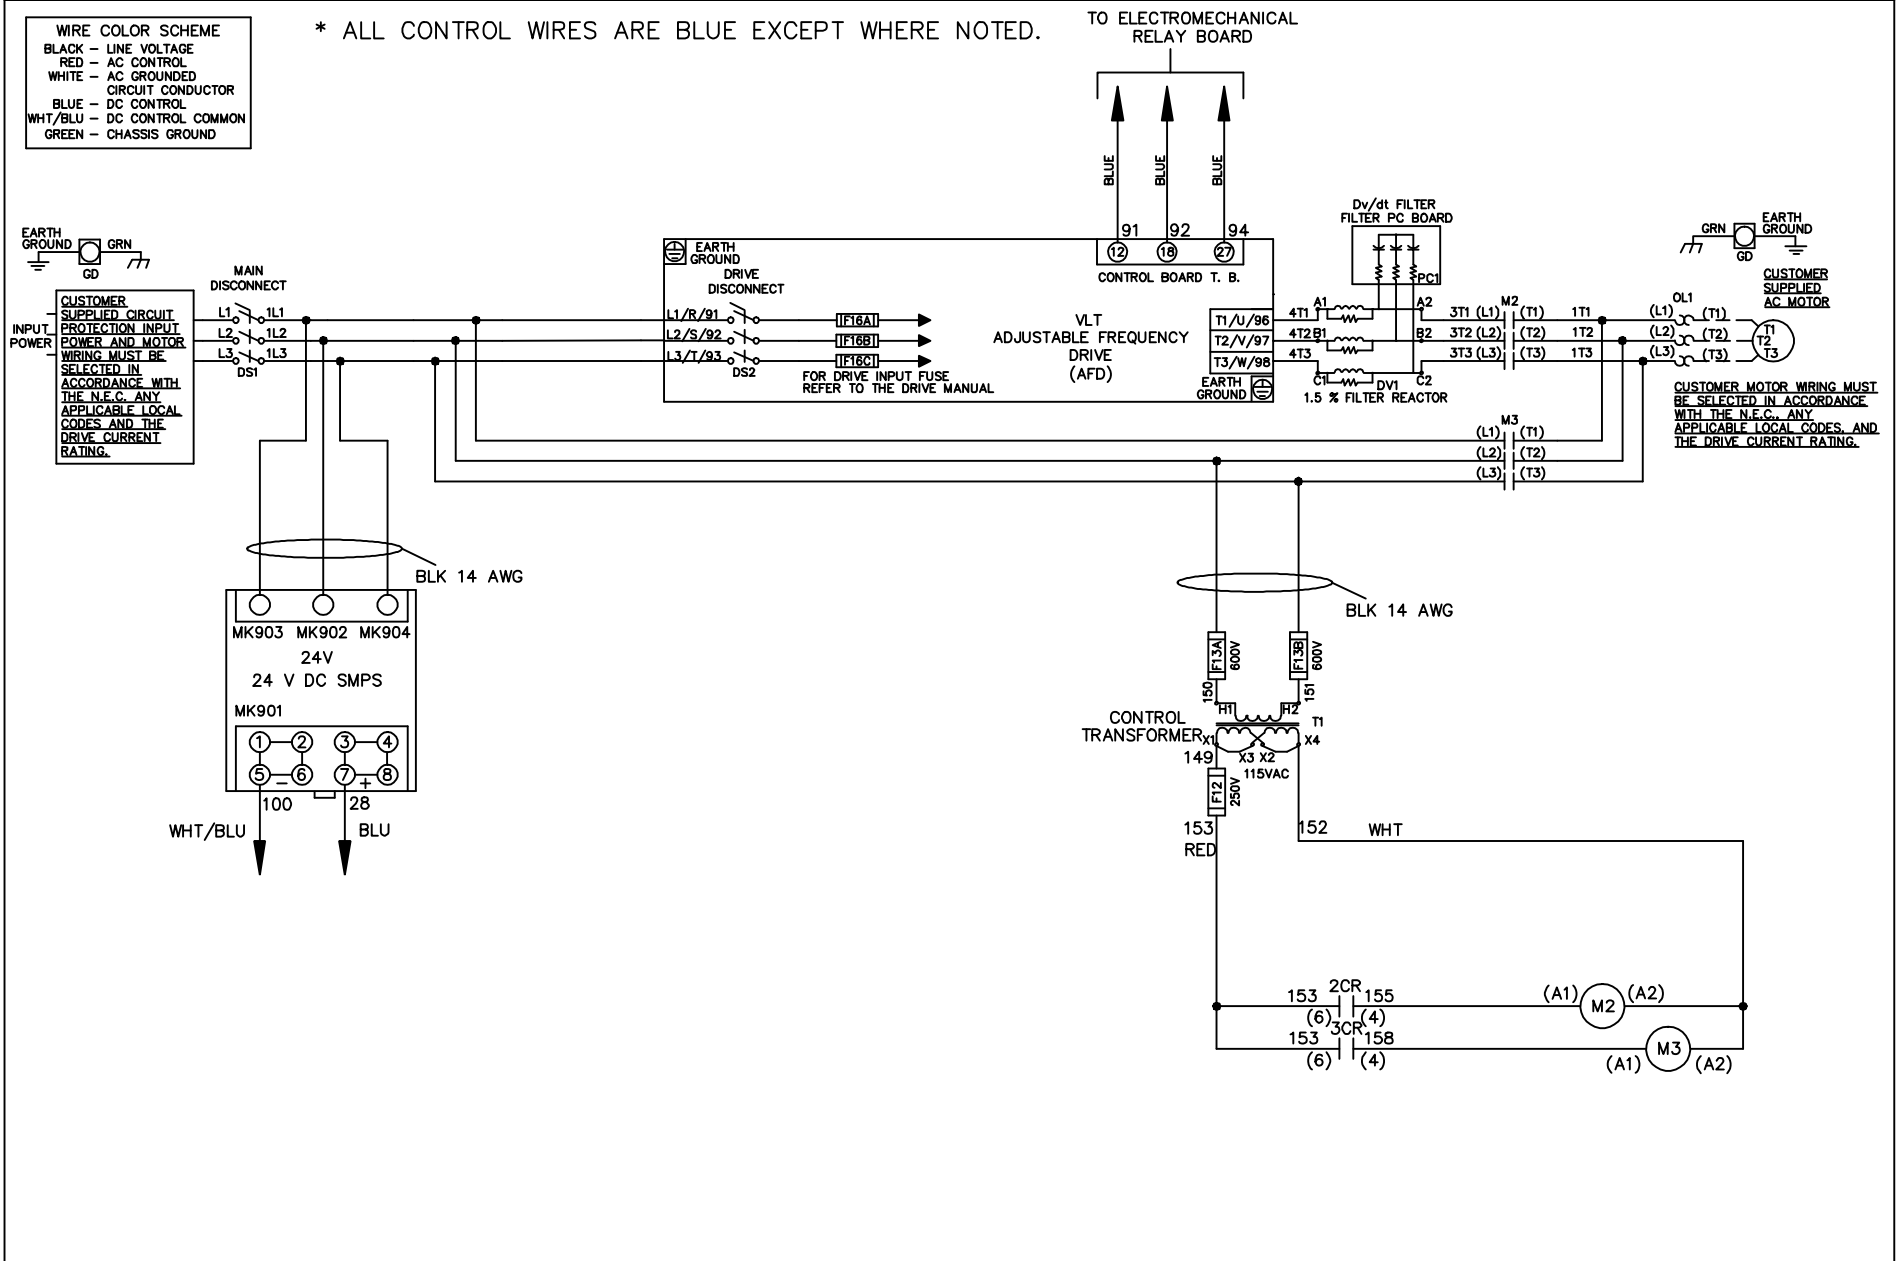 WIRE COLOR SCHEME
BLACK – LINE VOLTAGE
RED – AC CONTROL
WHITE – AC GROUNDED
CIRCUIT CONDUCTOR
BLUE – DC CONTROL
WHT/BLU – DC CONTROL COMMON
GREEN – CHASSIS GROUND
* ALL CONTROL WIRES ARE BLUE EXCEPT WHERE NOTED.
TO ELECTROMECHANICAL
RELAY BOARD
BLUE
BLUE
BLUE
91 92 94
12 18 27
CONTROL BOARD T. B.
EARTH
GROUND
GRN
GD
INPUT
POWER
CUSTOMER
SUPPLIED CIRCUIT
PROTECTION INPUT
POWER AND MOTOR
WIRING MUST BE
SELECTED IN
ACCORDANCE WITH
THE N.E.C. ANY
APPLICABLE LOCAL
CODES AND THE
DRIVE CURRENT
RATING.
MAIN
DISCONNECT
L1 1L1
L2 1L2
L3 1L3
DS1
EARTH
GROUND
DRIVE
DISCONNECT
L1/R/91
L2/S/92
L3/T/93
DS2
IF16A
IF16B
IF16C
FOR DRIVE INPUT FUSE
REFER TO THE DRIVE MANUAL
VLT
ADJUSTABLE FREQUENCY
DRIVE
(AFD)
T1/U/96
T2/V/97
T3/W/98
EARTH
GROUND
Dv/dt FILTER
FILTER PC BOARD
PC1
4T1 A1 A2
4T2 B1 B2
4T3
C1 DV1 C2
1.5 % FILTER REACTOR
M2
3T1 (L1) (T1) 1T1
3T2 (L2) (T2) 1T2
3T3 (L3) (T3) 1T3
M3
(L1) (T1)
(L2) (T2)
(L3) (T3)
OL1
(L1) (T1)
(L2) (T2)
(L3) (T3)
T1
T2
T3
GRN
EARTH
GROUND
GD
CUSTOMER
SUPPLIED
AC MOTOR
CUSTOMER MOTOR WIRING MUST
BE SELECTED IN ACCORDANCE
WITH THE N.E.C., ANY
APPLICABLE LOCAL CODES, AND
THE DRIVE CURRENT RATING.
BLK 14 AWG
MK903 MK902 MK904
24V
24 V DC SMPS
MK901
1 2 3 4
5 6 7 8
– +
100 28
WHT/BLU BLU
BLK 14 AWG
F13A 600V F13B 600V
150 151
H1 H2
CONTROL
TRANSFORMER
T1
X1 X3 X2 X4
149
115VAC
F12 250V
153
RED
152 WHT
2CR
153 155
(6) (4)
(A1) M2 (A2)
3CR
153 158
(6) (4)
(A1) M3 (A2)